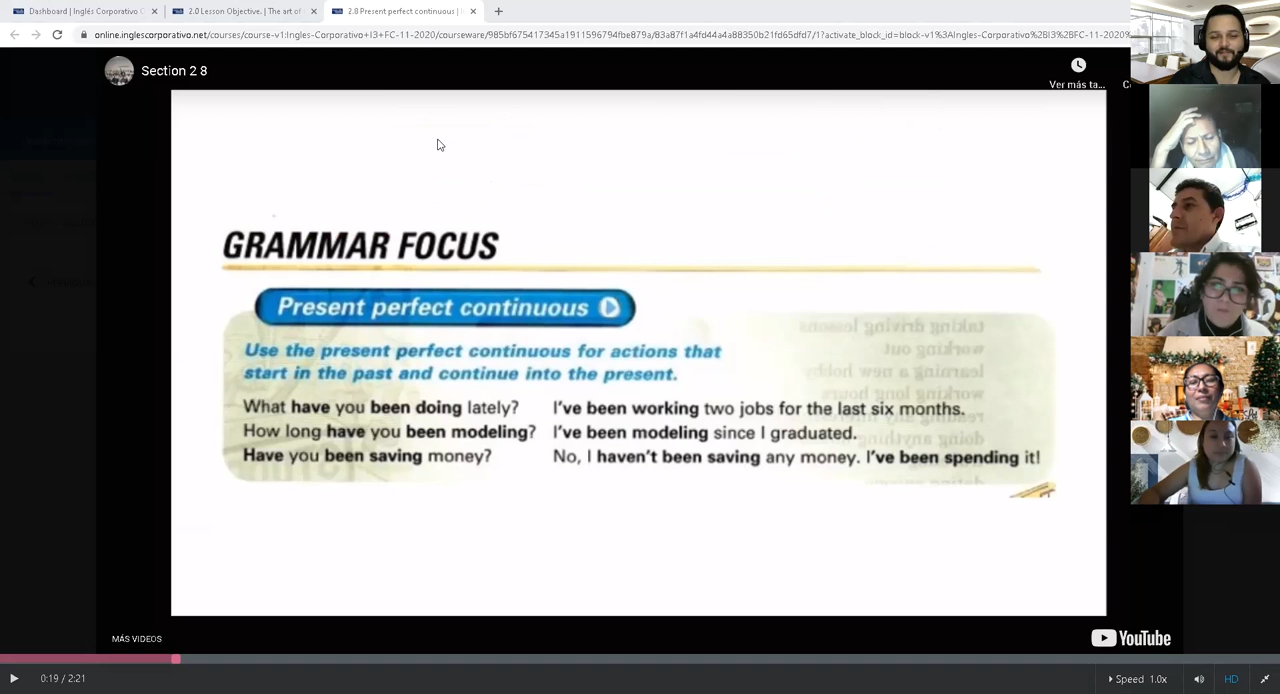 Dashboard | Inglés Corporativo
2.0 Lesson Objective. | The art of
2.8 Present perfect continuous |
online.inglescorporativo.net/courses/course-v1:Ingles-Corporativo+I3+FC-11-2020/courseware/985bf675417345a1911596794fbe879a/83a87f1a4fd44a4a88350b21fd65dfd7/1?activate_block_id=block-v1%3AIngles-Corporativo%2BI3%2BFC-11-2020%
Section 2 8
Ver más ta...
GRAMMAR FOCUS
Present perfect continuous
Use the present perfect continuous for actions that
start in the past and continue into the present.
What have you been doing lately? I've been working two jobs for the last six months.
How long have you been modeling? I've been modeling since I graduated.
Have you been saving money? No, I haven't been saving any money. I've been spending it!
MÁS VIDEOS
YouTube
0:19 / 2:21
Speed 1.0x
HD